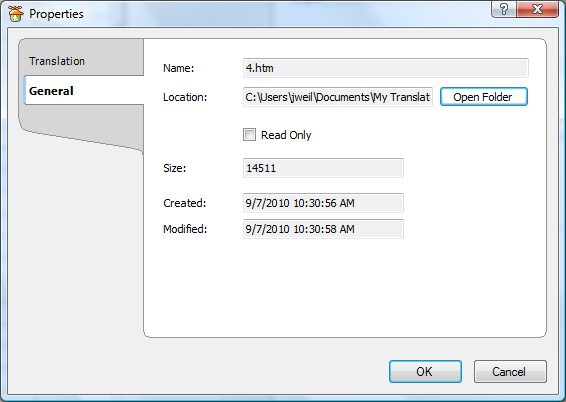 Properties
?
Translation
General
Name: 4.htm
Location: C:\Users\jweil\Documents\My Translat Open Folder
Read Only
Size: 14511
Created: 9/7/2010 10:30:56 AM
Modified: 9/7/2010 10:30:58 AM
OK Cancel